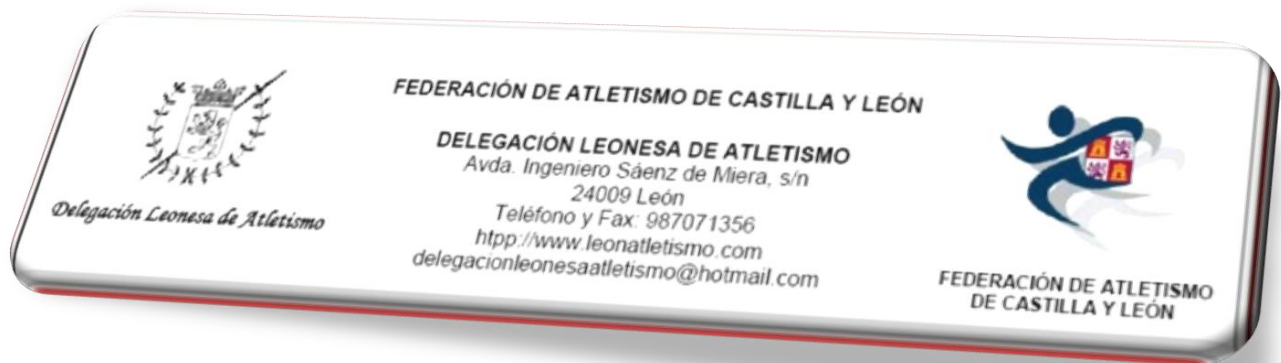 Delegación Leonesa de Atletismo
FEDERACIÓN DE ATLETISMO DE CASTILLA Y LEÓN
DELEGACIÓN LEONESA DE ATLETISMO
Avda. Ingeniero Sáenz de Miera, s/n
24009 León
Teléfono y Fax: 987071356
htpp://www.leonatletismo.com
delegacionleonesaatletismo@hotmail.com
FEDERACIÓN DE ATLETISMO
DE CASTILLA Y LEÓN